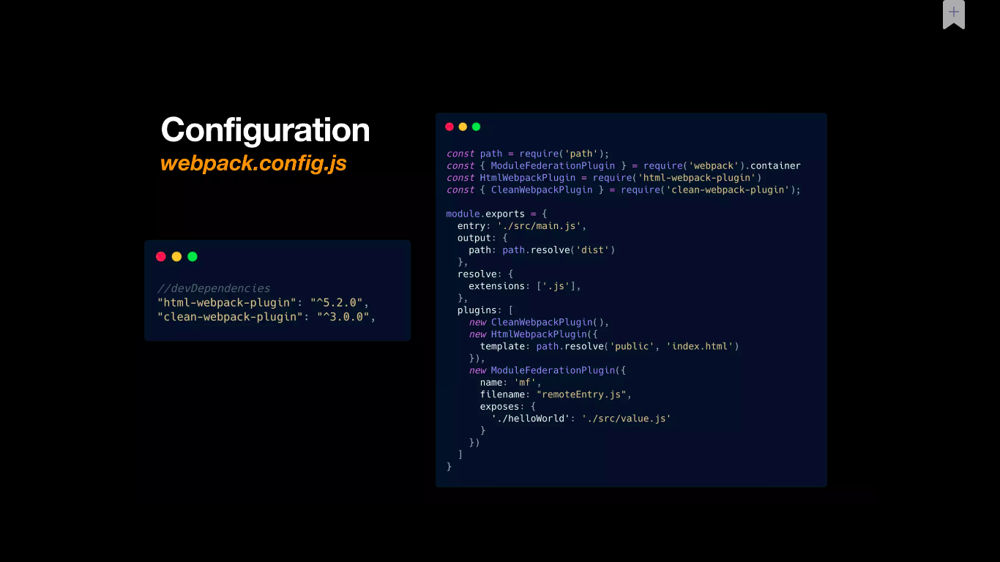 Configuration
webpack.config.js
//devDependencies
"html-webpack-plugin": "^5.2.0",
"clean-webpack-plugin": "^3.0.0",
const path = require('path');
const { ModuleFederationPlugin } = require('webpack').container
const HtmlWebpackPlugin = require('html-webpack-plugin')
const { CleanWebpackPlugin } = require('clean-webpack-plugin');

module.exports = {
  entry: './src/main.js',
  output: {
    path: path.resolve('dist')
  },
  resolve: {
    extensions: ['.js'],
  },
  plugins: [
    new CleanWebpackPlugin(),
    new HtmlWebpackPlugin({
      template: path.resolve('public', 'index.html')
    }),
    new ModuleFederationPlugin({
      name: 'mf',
      filename: "remoteEntry.js",
      exposes: {
        './helloWorld': './src/value.js'
      }
    })
  ]
}